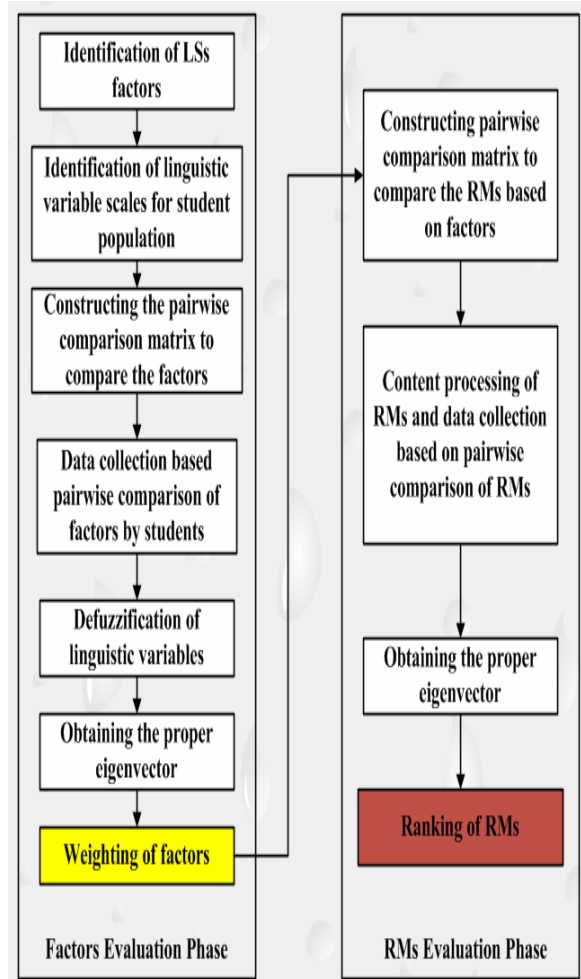 Identification of LSs
factors
Identification of linguistic
variable scales for student
population
Constructing the pairwise
comparison matrix to
compare the factors
Data collection based
pairwise comparison of
factors by students
Defuzzification of
linguistic variables
Obtaining the proper
eigenvector
Weighting of factors
Factors Evaluation Phase
Constructing pairwise
comparison matrix to
compare the RMs based
on factors
Content processing of
RMs and data collection
based on pairwise
comparison of RMs
Obtaining the proper
eigenvector
Ranking of RMs
RMs Evaluation Phase